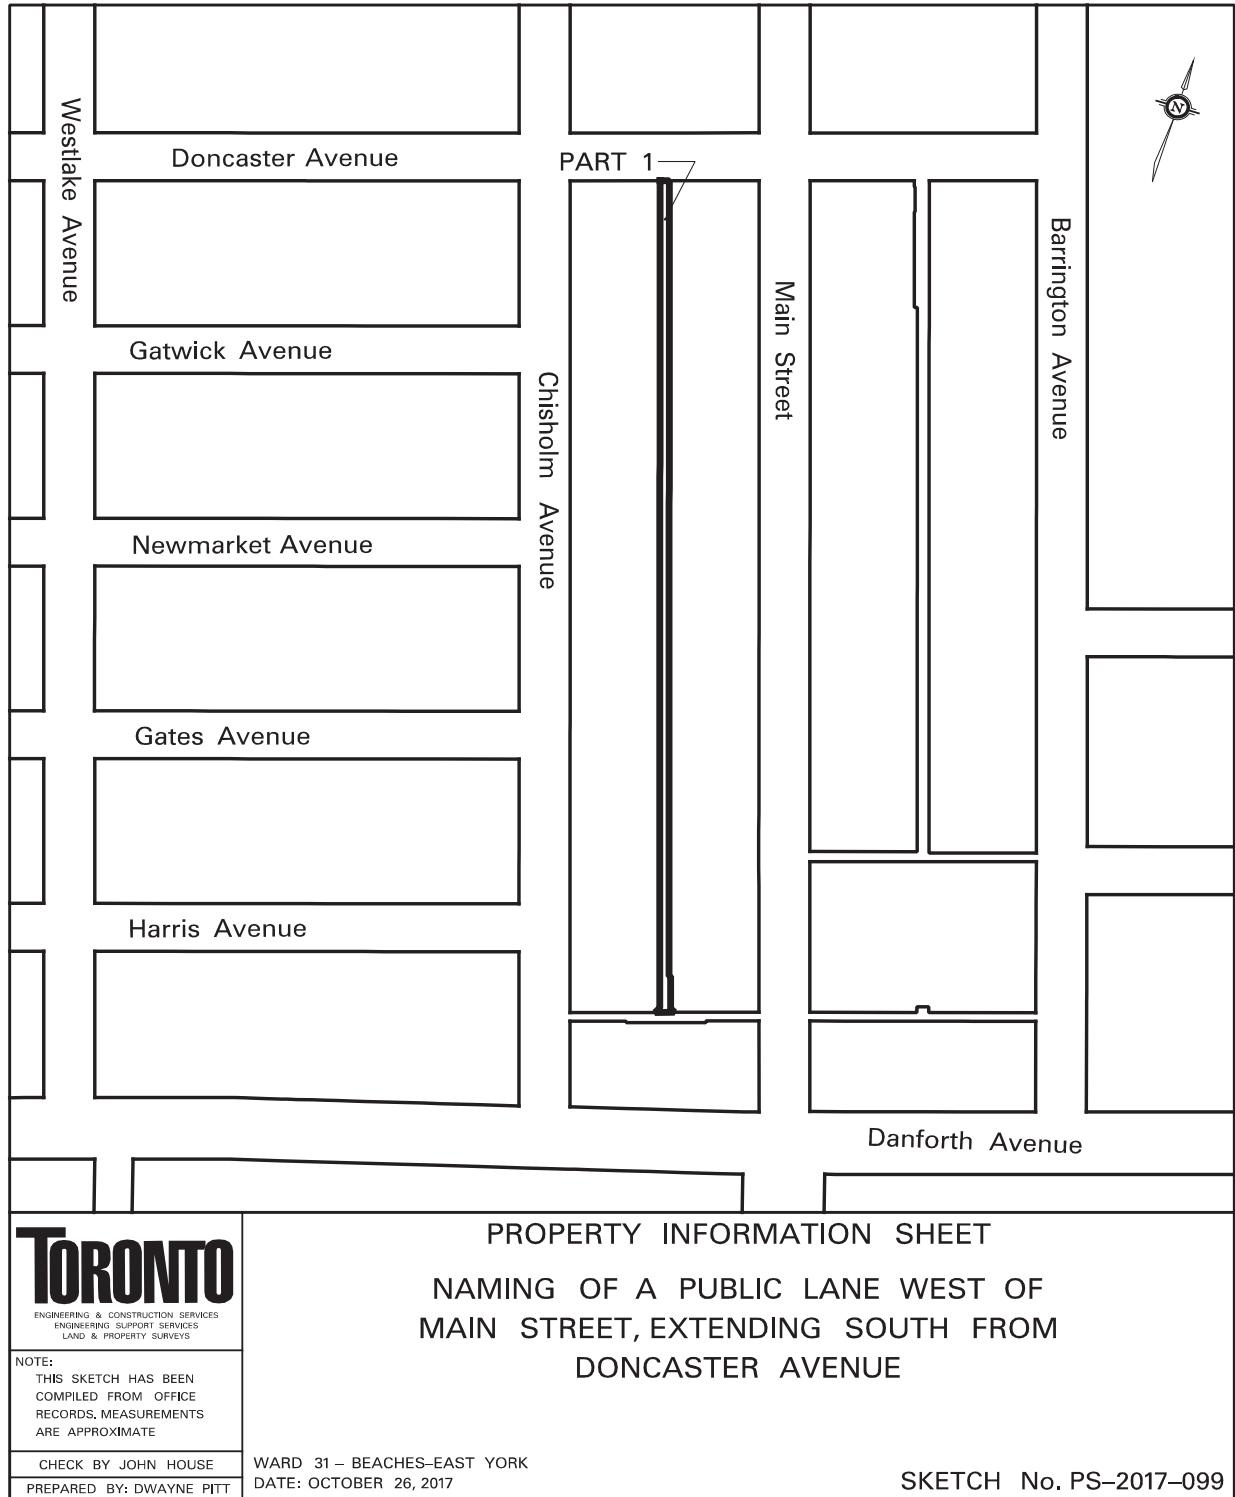 Westlake Avenue
Doncaster Avenue
PART 1
N
Barrington Avenue
Main Street
Gatwick Avenue
Chisholm Avenue
Newmarket Avenue
Gates Avenue
Harris Avenue
Danforth Avenue
TORONTO
ENGINEERING & CONSTRUCTION SERVICES
ENGINEERING SUPPORT SERVICES
LAND & PROPERTY SURVEYS
NOTE:
THIS SKETCH HAS BEEN
COMPILED FROM OFFICE
RECORDS. MEASUREMENTS
ARE APPROXIMATE
CHECK BY JOHN HOUSE
PREPARED BY: DWAYNE PITT
PROPERTY INFORMATION SHEET
NAMING OF A PUBLIC LANE WEST OF
MAIN STREET, EXTENDING SOUTH FROM
DONCASTER AVENUE
WARD 31 – BEACHES–EAST YORK
DATE: OCTOBER 26, 2017
SKETCH No. PS–2017–099